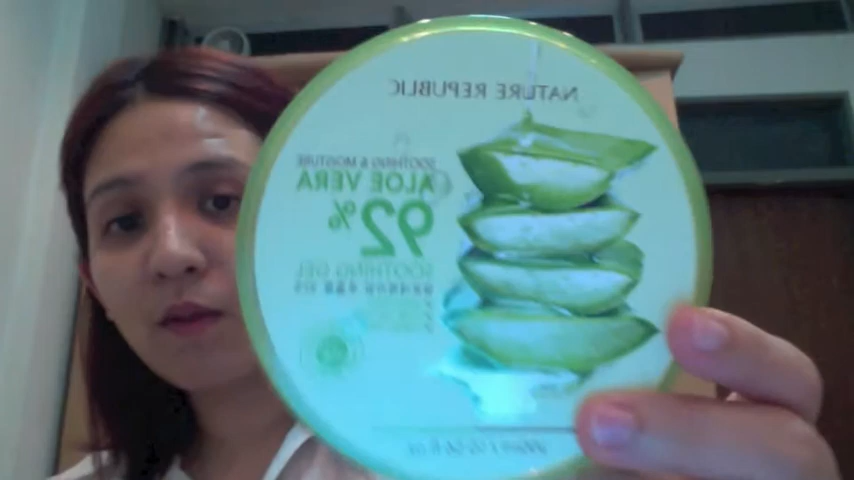 NATURE REPUBLIC
SOOTHING & MOISTURE
ALOE VERA
92%
SOOTHING GEL